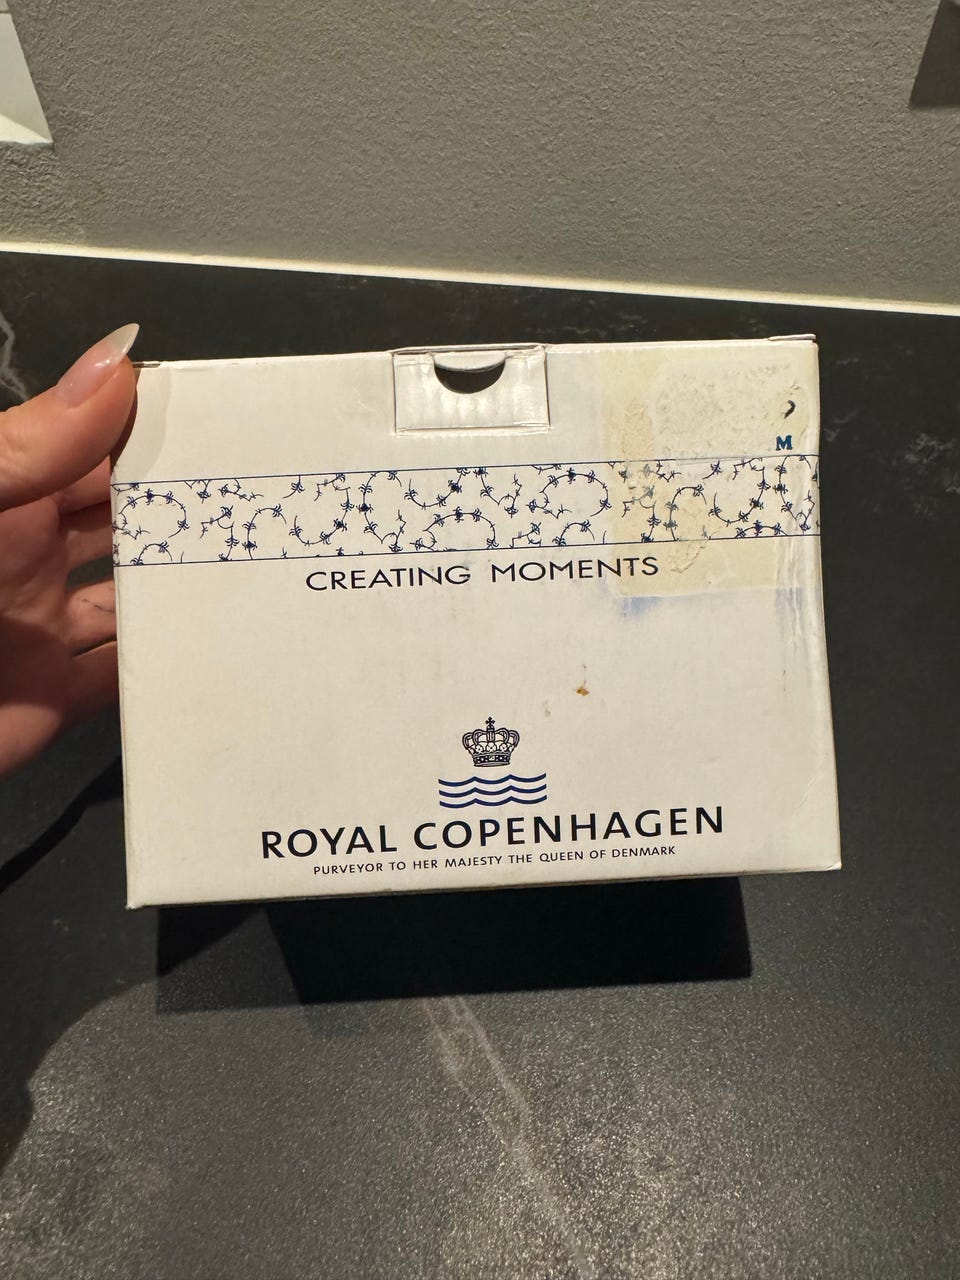 M
CREATING MOMENTS
ROYAL COPENHAGEN
PURVEYOR TO HER MAJESTY THE QUEEN OF DENMARK